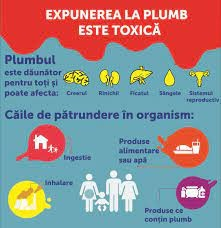 EXPUNEREA LA PLUMB
ESTE TOXICĂ
Plumbul
este dăunător
pentru toți și
poate afecta:
Creierul
Rinichii
Ficatul
Sângele
Sistemul
reproductiv
Căile de pătrundere în organism:
Ingestie
Produse
alimentare
sau apă
Inhalare
Produse ce
conțin plumb